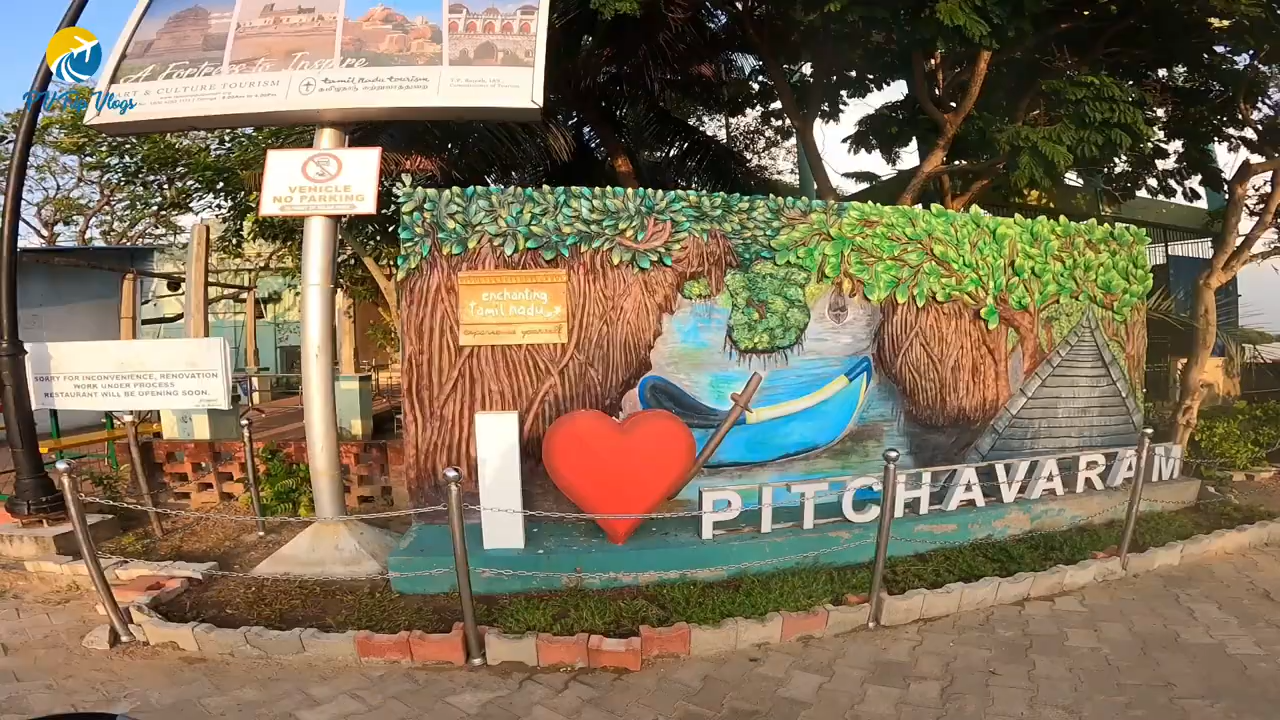 A Fortress to Inspire
ART & CULTURE TOURISM
tamil nadu tourism
தமிழ்நாடு சுற்றுலாத்துறை
VEHICLE
NO PARKING
enchanting
tamil nadu
experience yourself
SORRY FOR INCONVENIENCE, RENOVATION
WORK UNDER PROCESS
RESTAURANT WILL BE OPENING SOON.
I
PITCHAVARAM